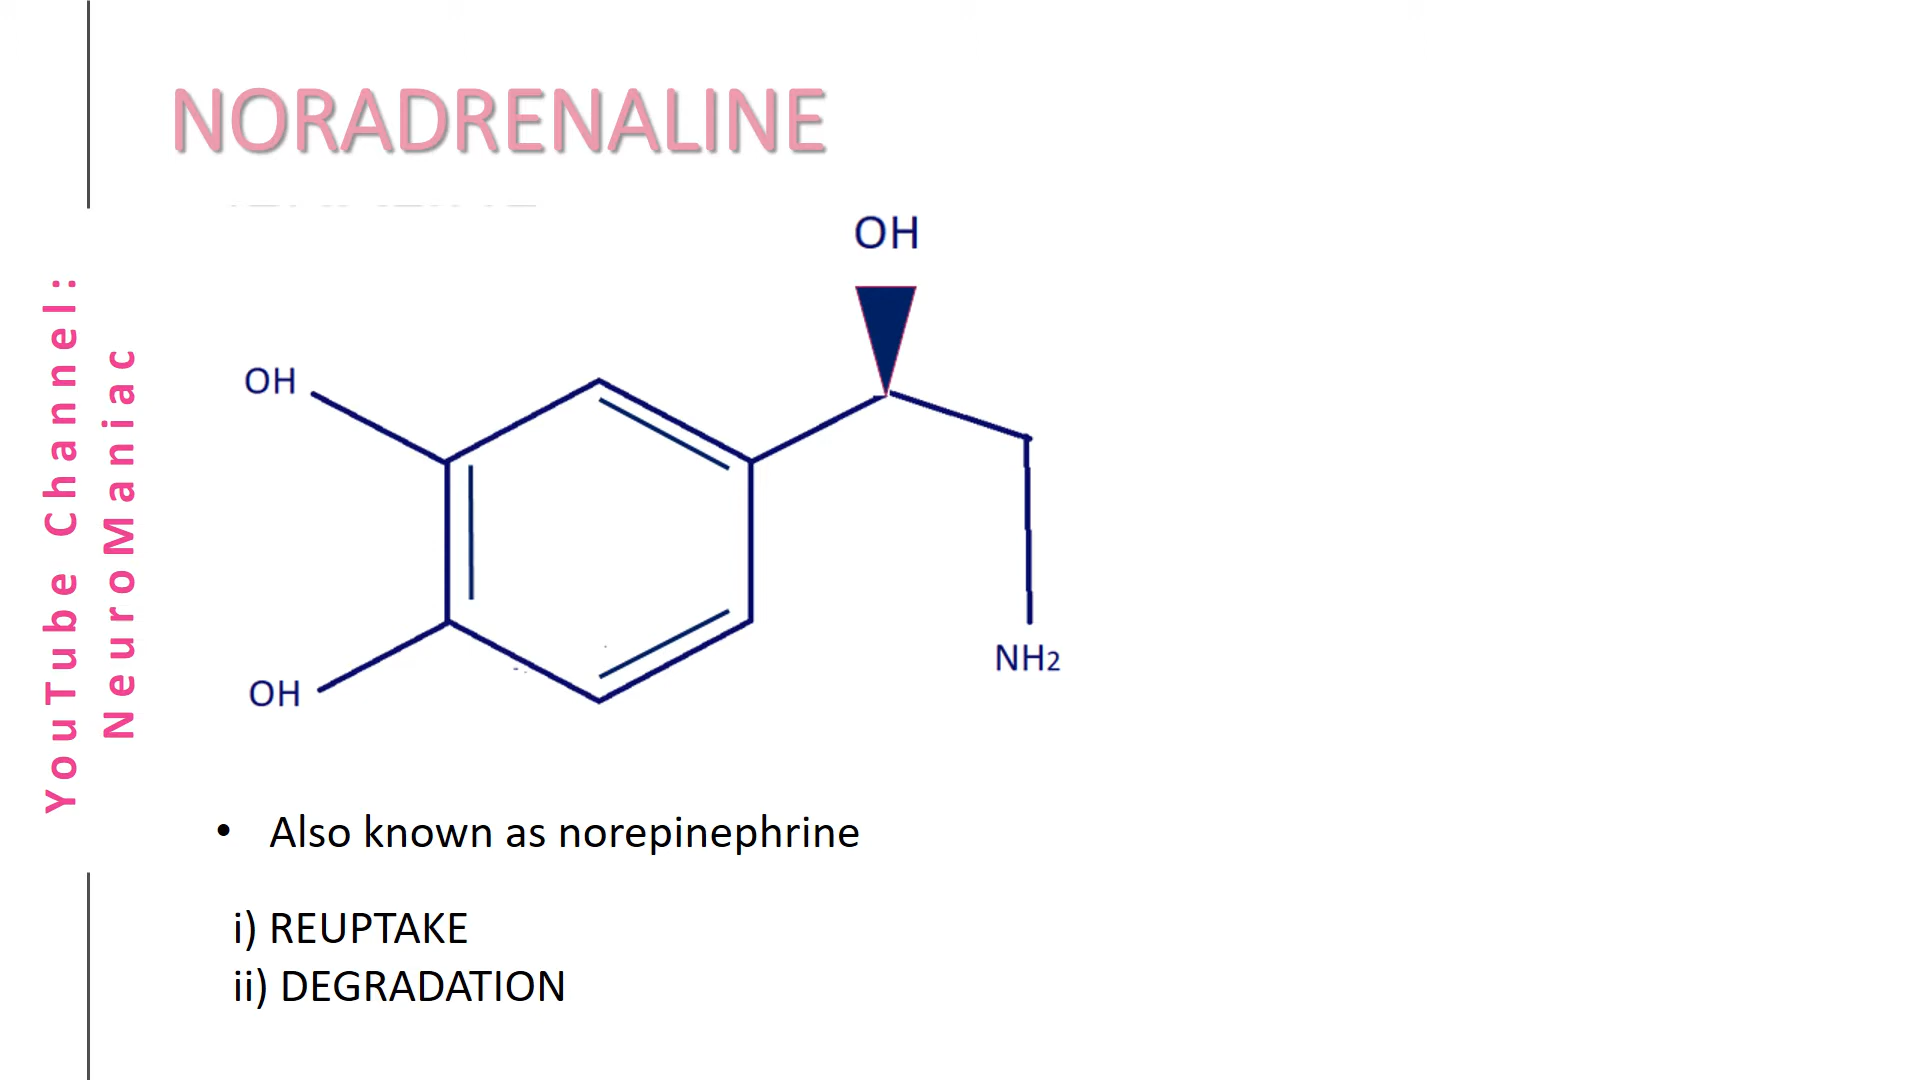 NORADRENALINE
YouTube Channel:
NeuroManiac
OH
OH
OH
NH2
• Also known as norepinephrine
i) REUPTAKE
ii) DEGRADATION